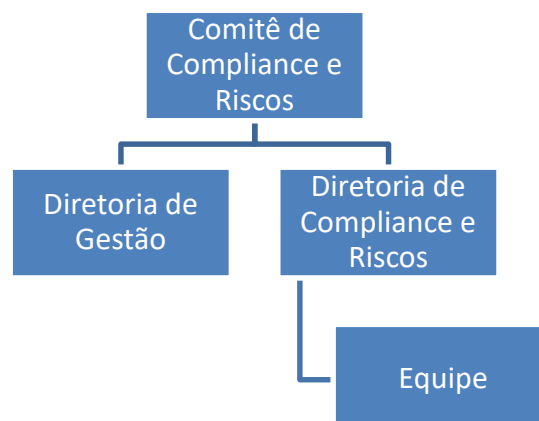 Comitê de
Compliance e
Riscos
Diretoria de
Gestão
Diretoria de
Compliance e
Riscos
Equipe